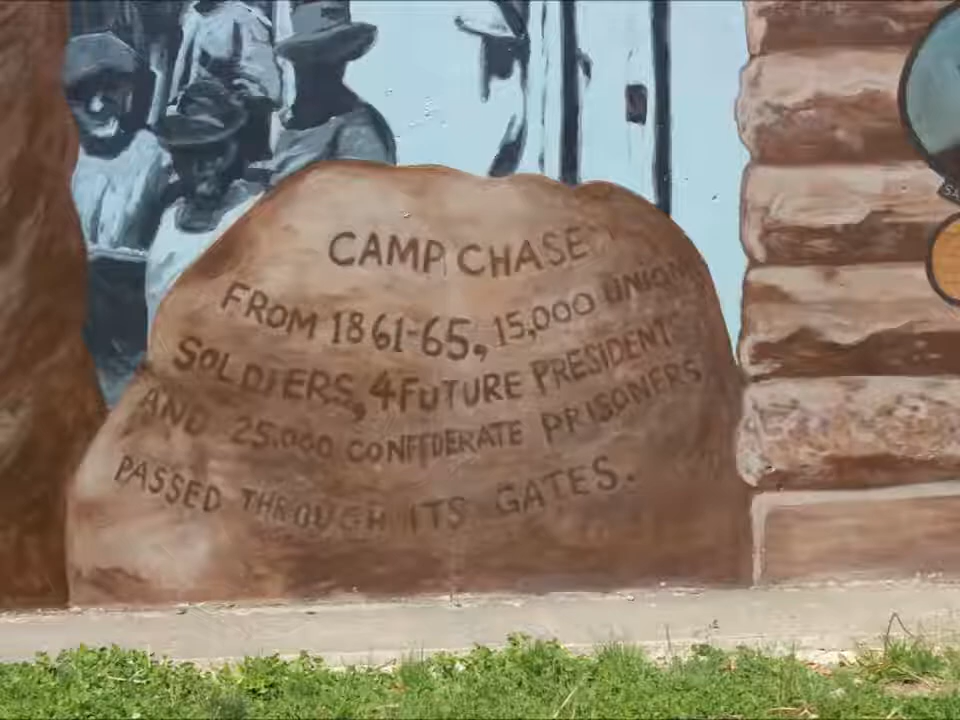 CAMP CHASE
FROM 1861-65, 15,000 UNION
SOLDIERS, 4 FUTURE PRESIDENT
AND 25,000 CONFEDERATE PRISONERS
PASSED THROUGH ITS GATES.